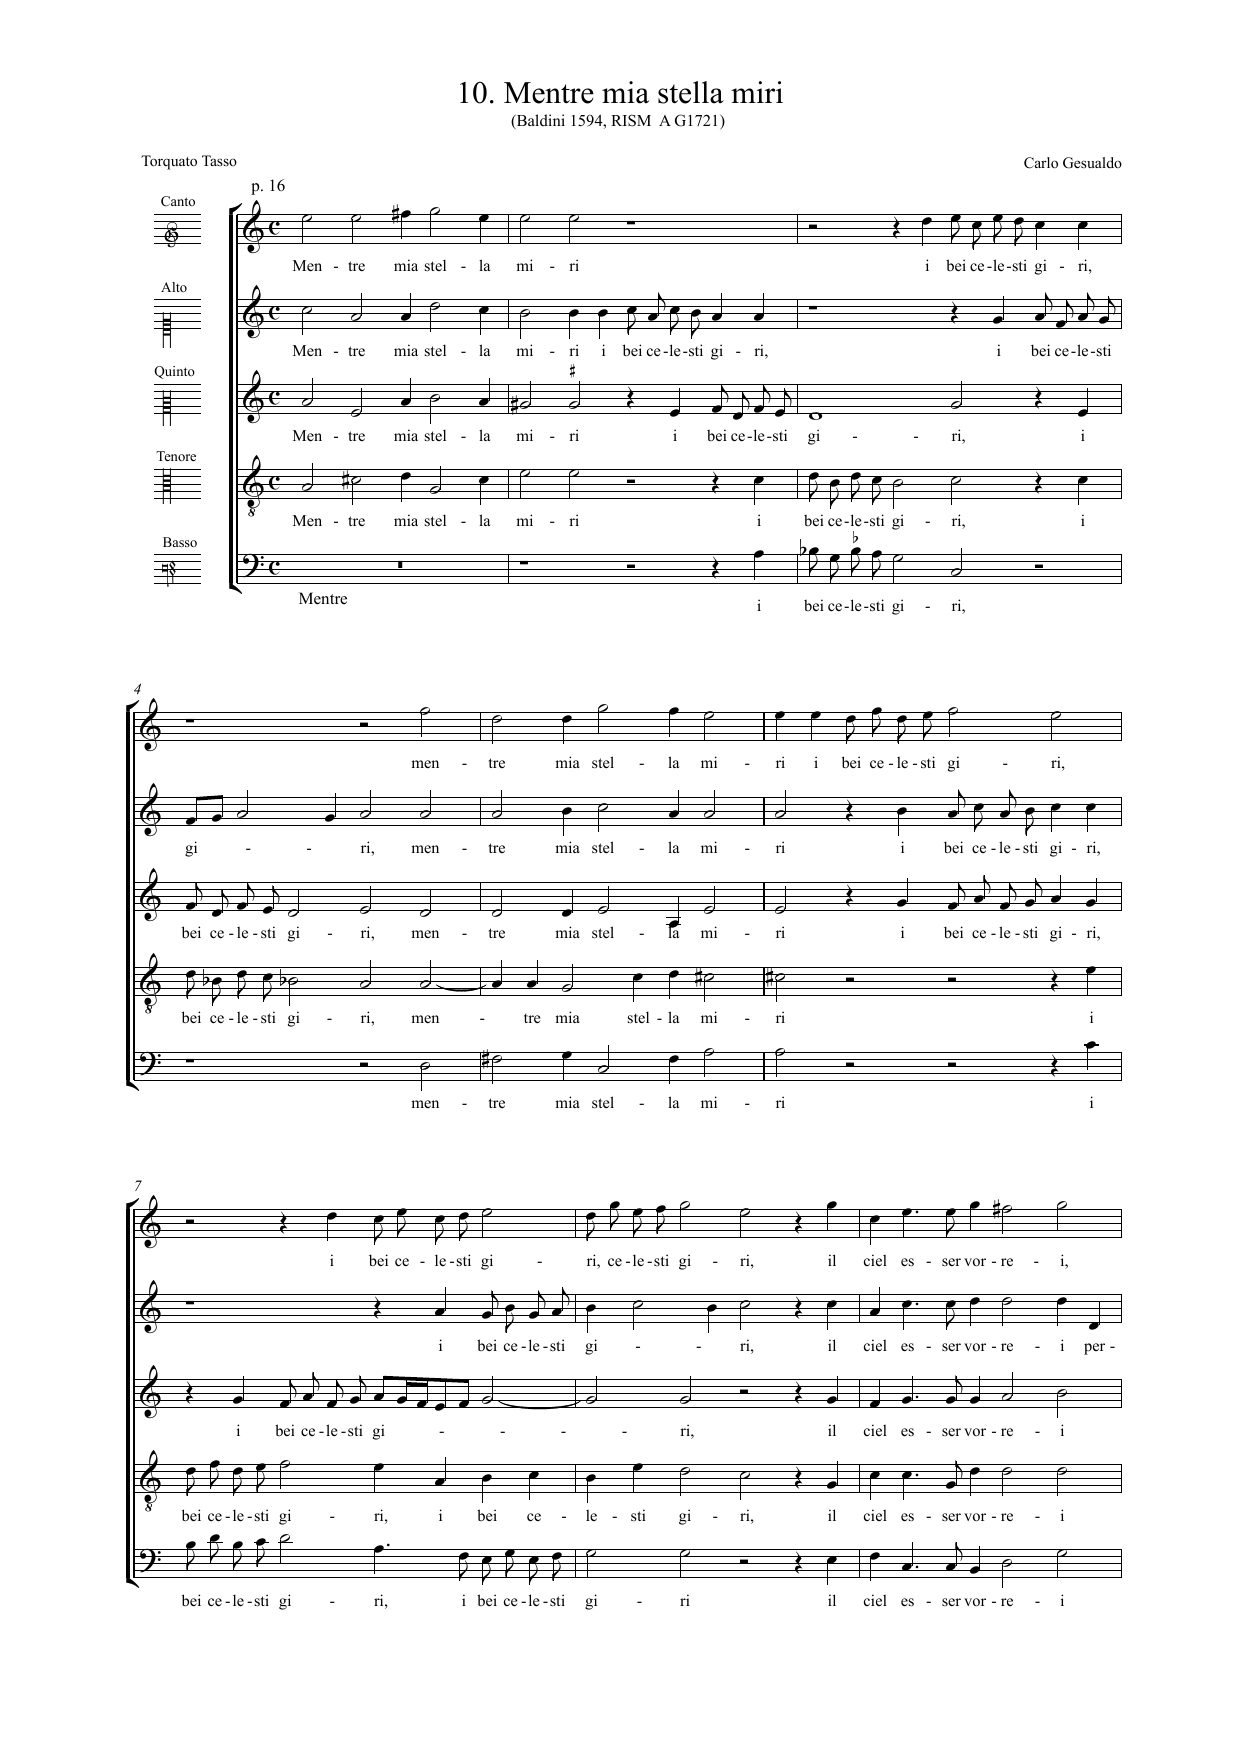 10. Mentre mia stella miri
(Baldini 1594, RISM A G1721)
Torquato Tasso
Carlo Gesualdo
p. 16
Canto
Men - tre mia stel - la mi - ri i bei ce - le - sti gi - ri,
Alto
Men - tre mia stel - la mi - ri i bei ce - le - sti gi - ri, i bei ce - le - sti
Quinto
Men - tre mia stel - la mi - ri i bei ce - le - sti gi - - ri, i
Tenore
Men - tre mia stel - la mi - ri i bei ce - le - sti gi - ri, i
Basso
Mentre
i bei ce - le - sti gi - ri,
4
men - tre mia stel - la mi - ri i bei ce - le - sti gi - ri,
gi - - ri, men - tre mia stel - la mi - ri i bei ce - le - sti gi - ri,
bei ce - le - sti gi - ri, men - tre mia stel - la mi - ri i bei ce - le - sti gi - ri,
bei ce - le - sti gi - ri, men - tre mia stel - la mi - ri i
men - tre mia stel - la mi - ri i
7
i bei ce - le - sti gi - ri, ce - le - sti gi - ri, il ciel es - ser vor - re - i,
i bei ce - le - sti gi - - ri, il ciel es - ser vor - re - i per -
i bei ce - le - sti gi - - - - ri, il ciel es - ser vor - re - i
bei ce - le - sti gi - ri, i bei ce - le - sti gi - ri, il ciel es - ser vor - re - i
bei ce - le - sti gi - ri, i bei ce - le - sti gi - ri il ciel es - ser vor - re - i